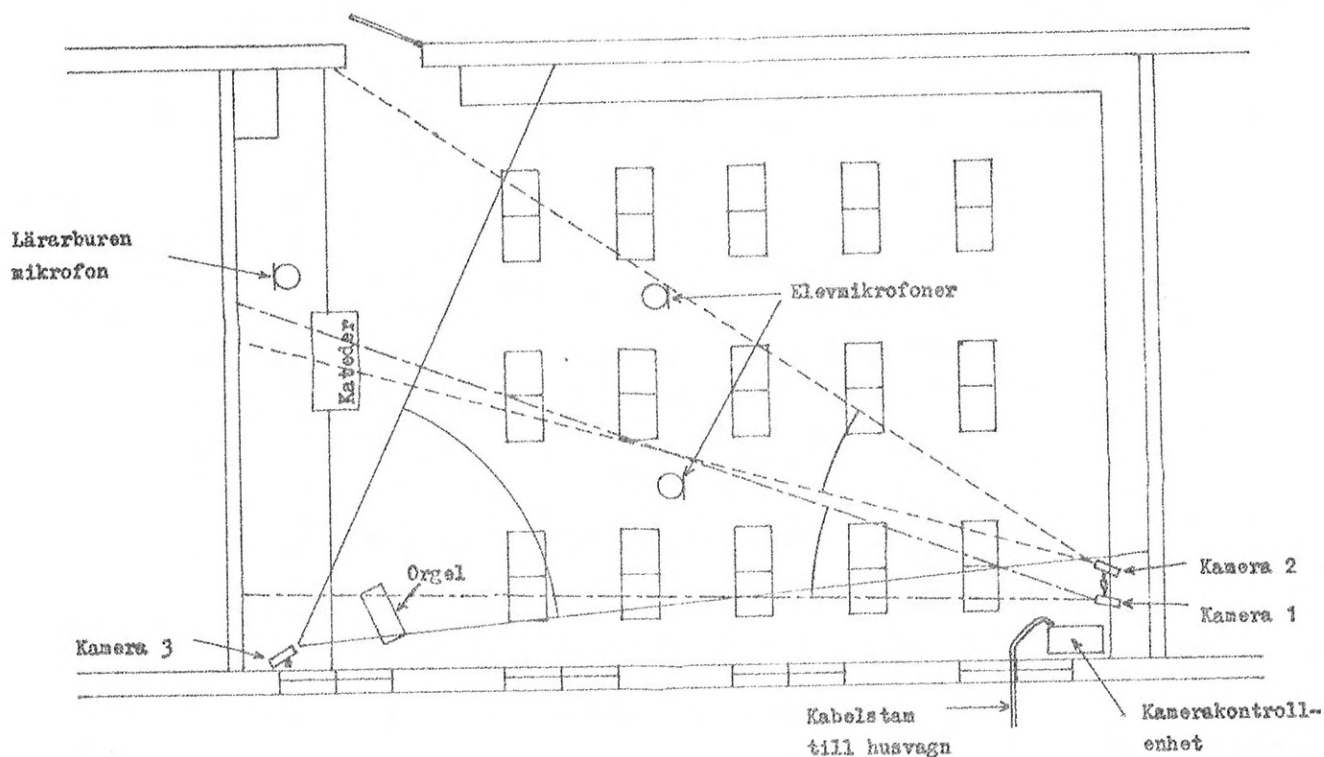 Lärarburen
mikrofon
Elevmikrofoner
Kateder
Orgel
Kamera 2
Kamera 1
Kamera 3
Kabelstam
till husvagn
Kamerakontroll-
enhet